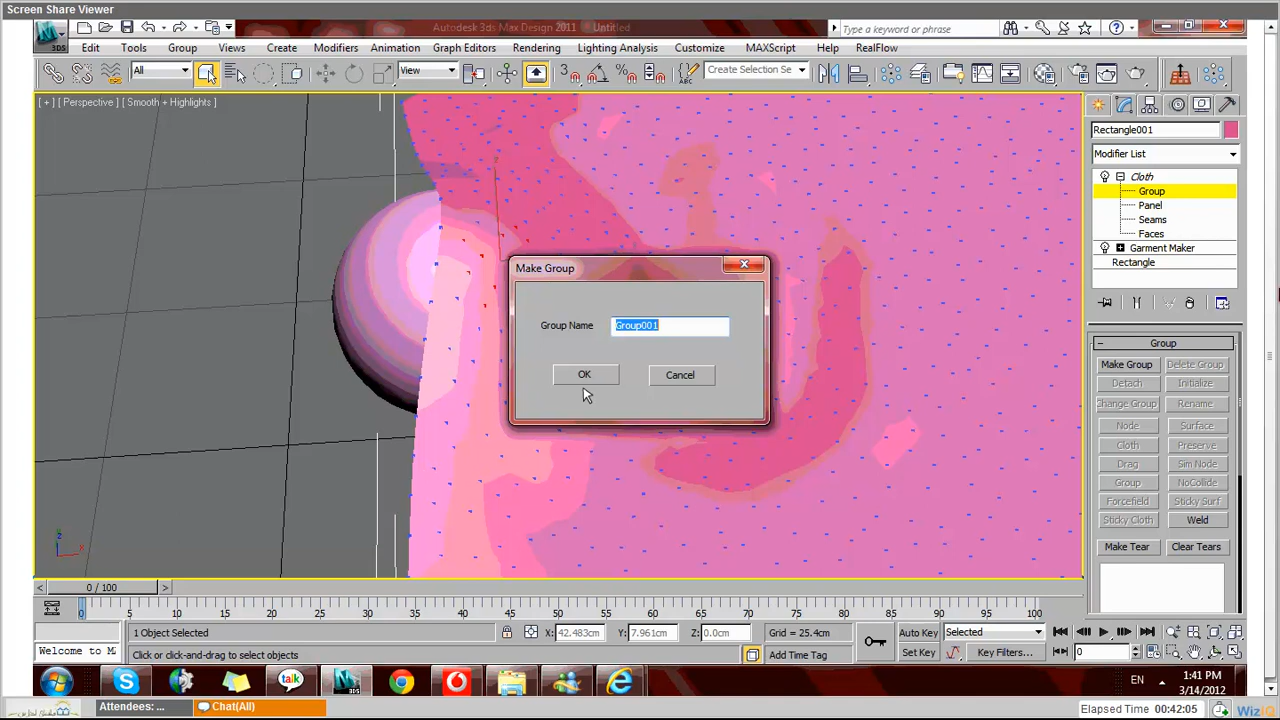 Screen Share Viewer
Autodesk 3ds Max Design 2011 Untitled
Type a keyword or phrase
3DS
Edit Tools Group Views Create Modifiers Animation Graph Editors Rendering Lighting Analysis Customize MAXScript Help RealFlow
All View 3 Create Selection Se
[ + ] [ Perspective ] [ Smooth + Highlights ]
Rectangle001
Modifier List
Cloth
Group
Panel
Seams
Faces
Garment Maker
Rectangle
Make Group
Group Name Group001
OK Cancel
Group
Make Group Delete Group
Detach Initialize
Change Group Rename
Node Surface
Cloth Preserve
Drag Sim Node
Group NoCollide
Forcefield Sticky Surf
Sticky Cloth Weld
Make Tear Clear Tears
z
x
< 0 / 100 >
0 5 10 15 20 25 30 35 40 45 50 55 60 65 70 75 80 85 90 95 100
1 Object Selected X: 42.483cm Y: 7.961cm Z: 0.0cm Grid = 25.4cm Auto Key Selected
Welcome to M Click or click-and-drag to select objects Add Time Tag Set Key Key Filters... 0
talk
3DS
EN
1:41 PM
3/14/2012
Attendees: ... Chat(All) Elapsed Time 00:42:05 WizIQ